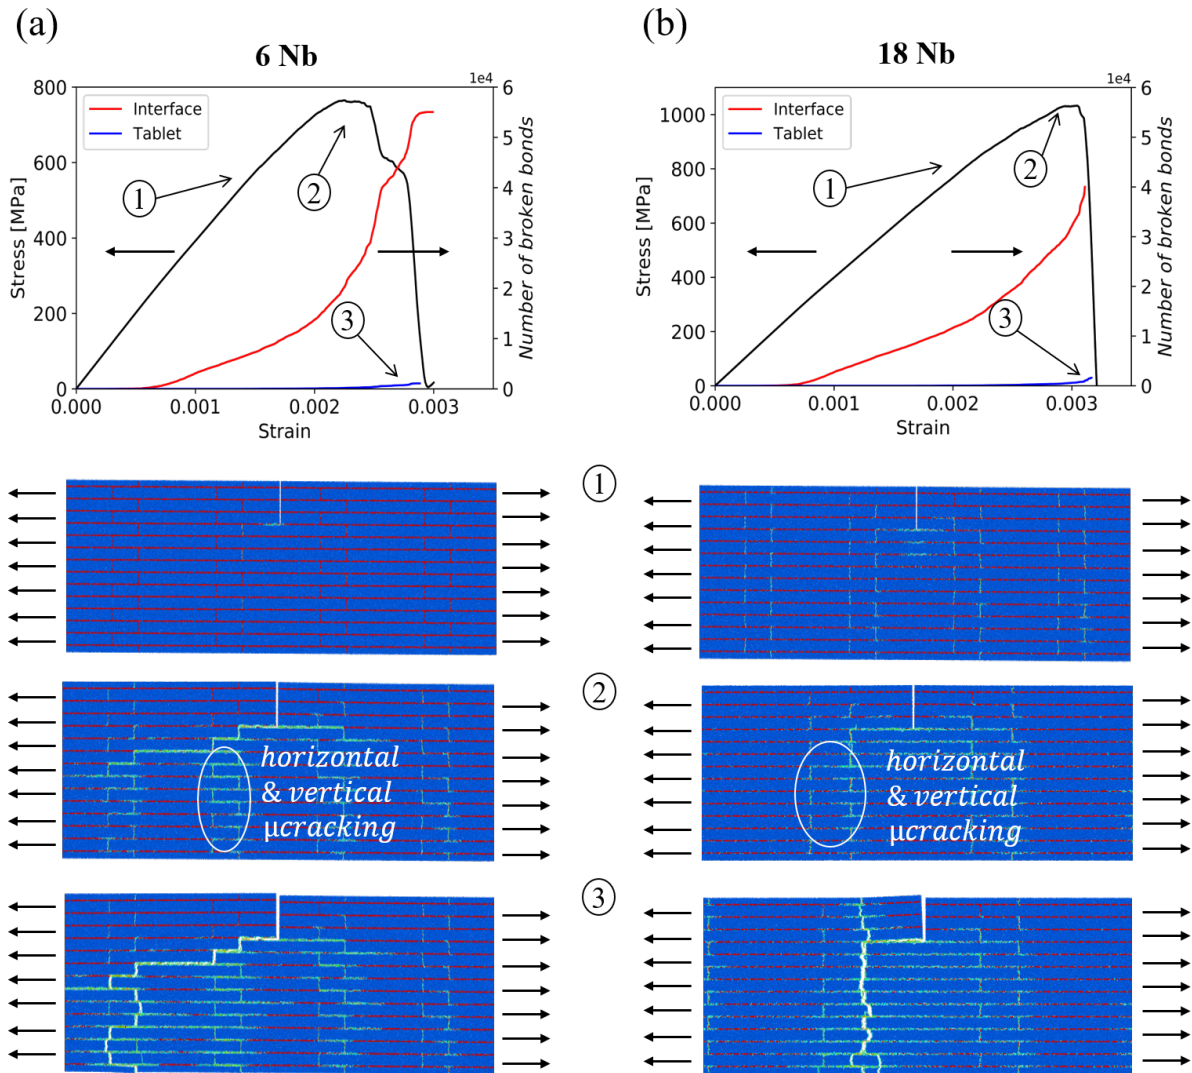 (a)
6 Nb
1e4
Interface
Tablet
800
600
400
200
0
6
5
4
3
2
1
0
Stress [MPa]
Number of broken bonds
1
2
3
0.000
0.001
0.002
0.003
Strain
(b)
18 Nb
1e4
Interface
Tablet
1000
800
600
400
200
0
6
5
4
3
2
1
0
Stress [MPa]
Number of broken bonds
1
2
3
0.000
0.001
0.002
0.003
Strain
1
2
horizontal
& vertical
μcracking
horizontal
& vertical
μcracking
3